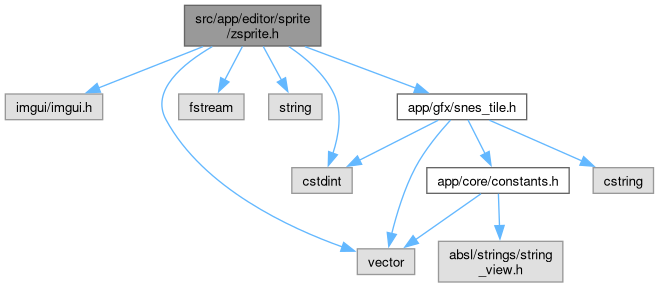 src/app/editor/sprite
/zsprite.h
imgui/imgui.h
fstream
string
app/gfx/snes_tile.h
cstdint
app/core/constants.h
cstring
vector
absl/strings/string
_view.h